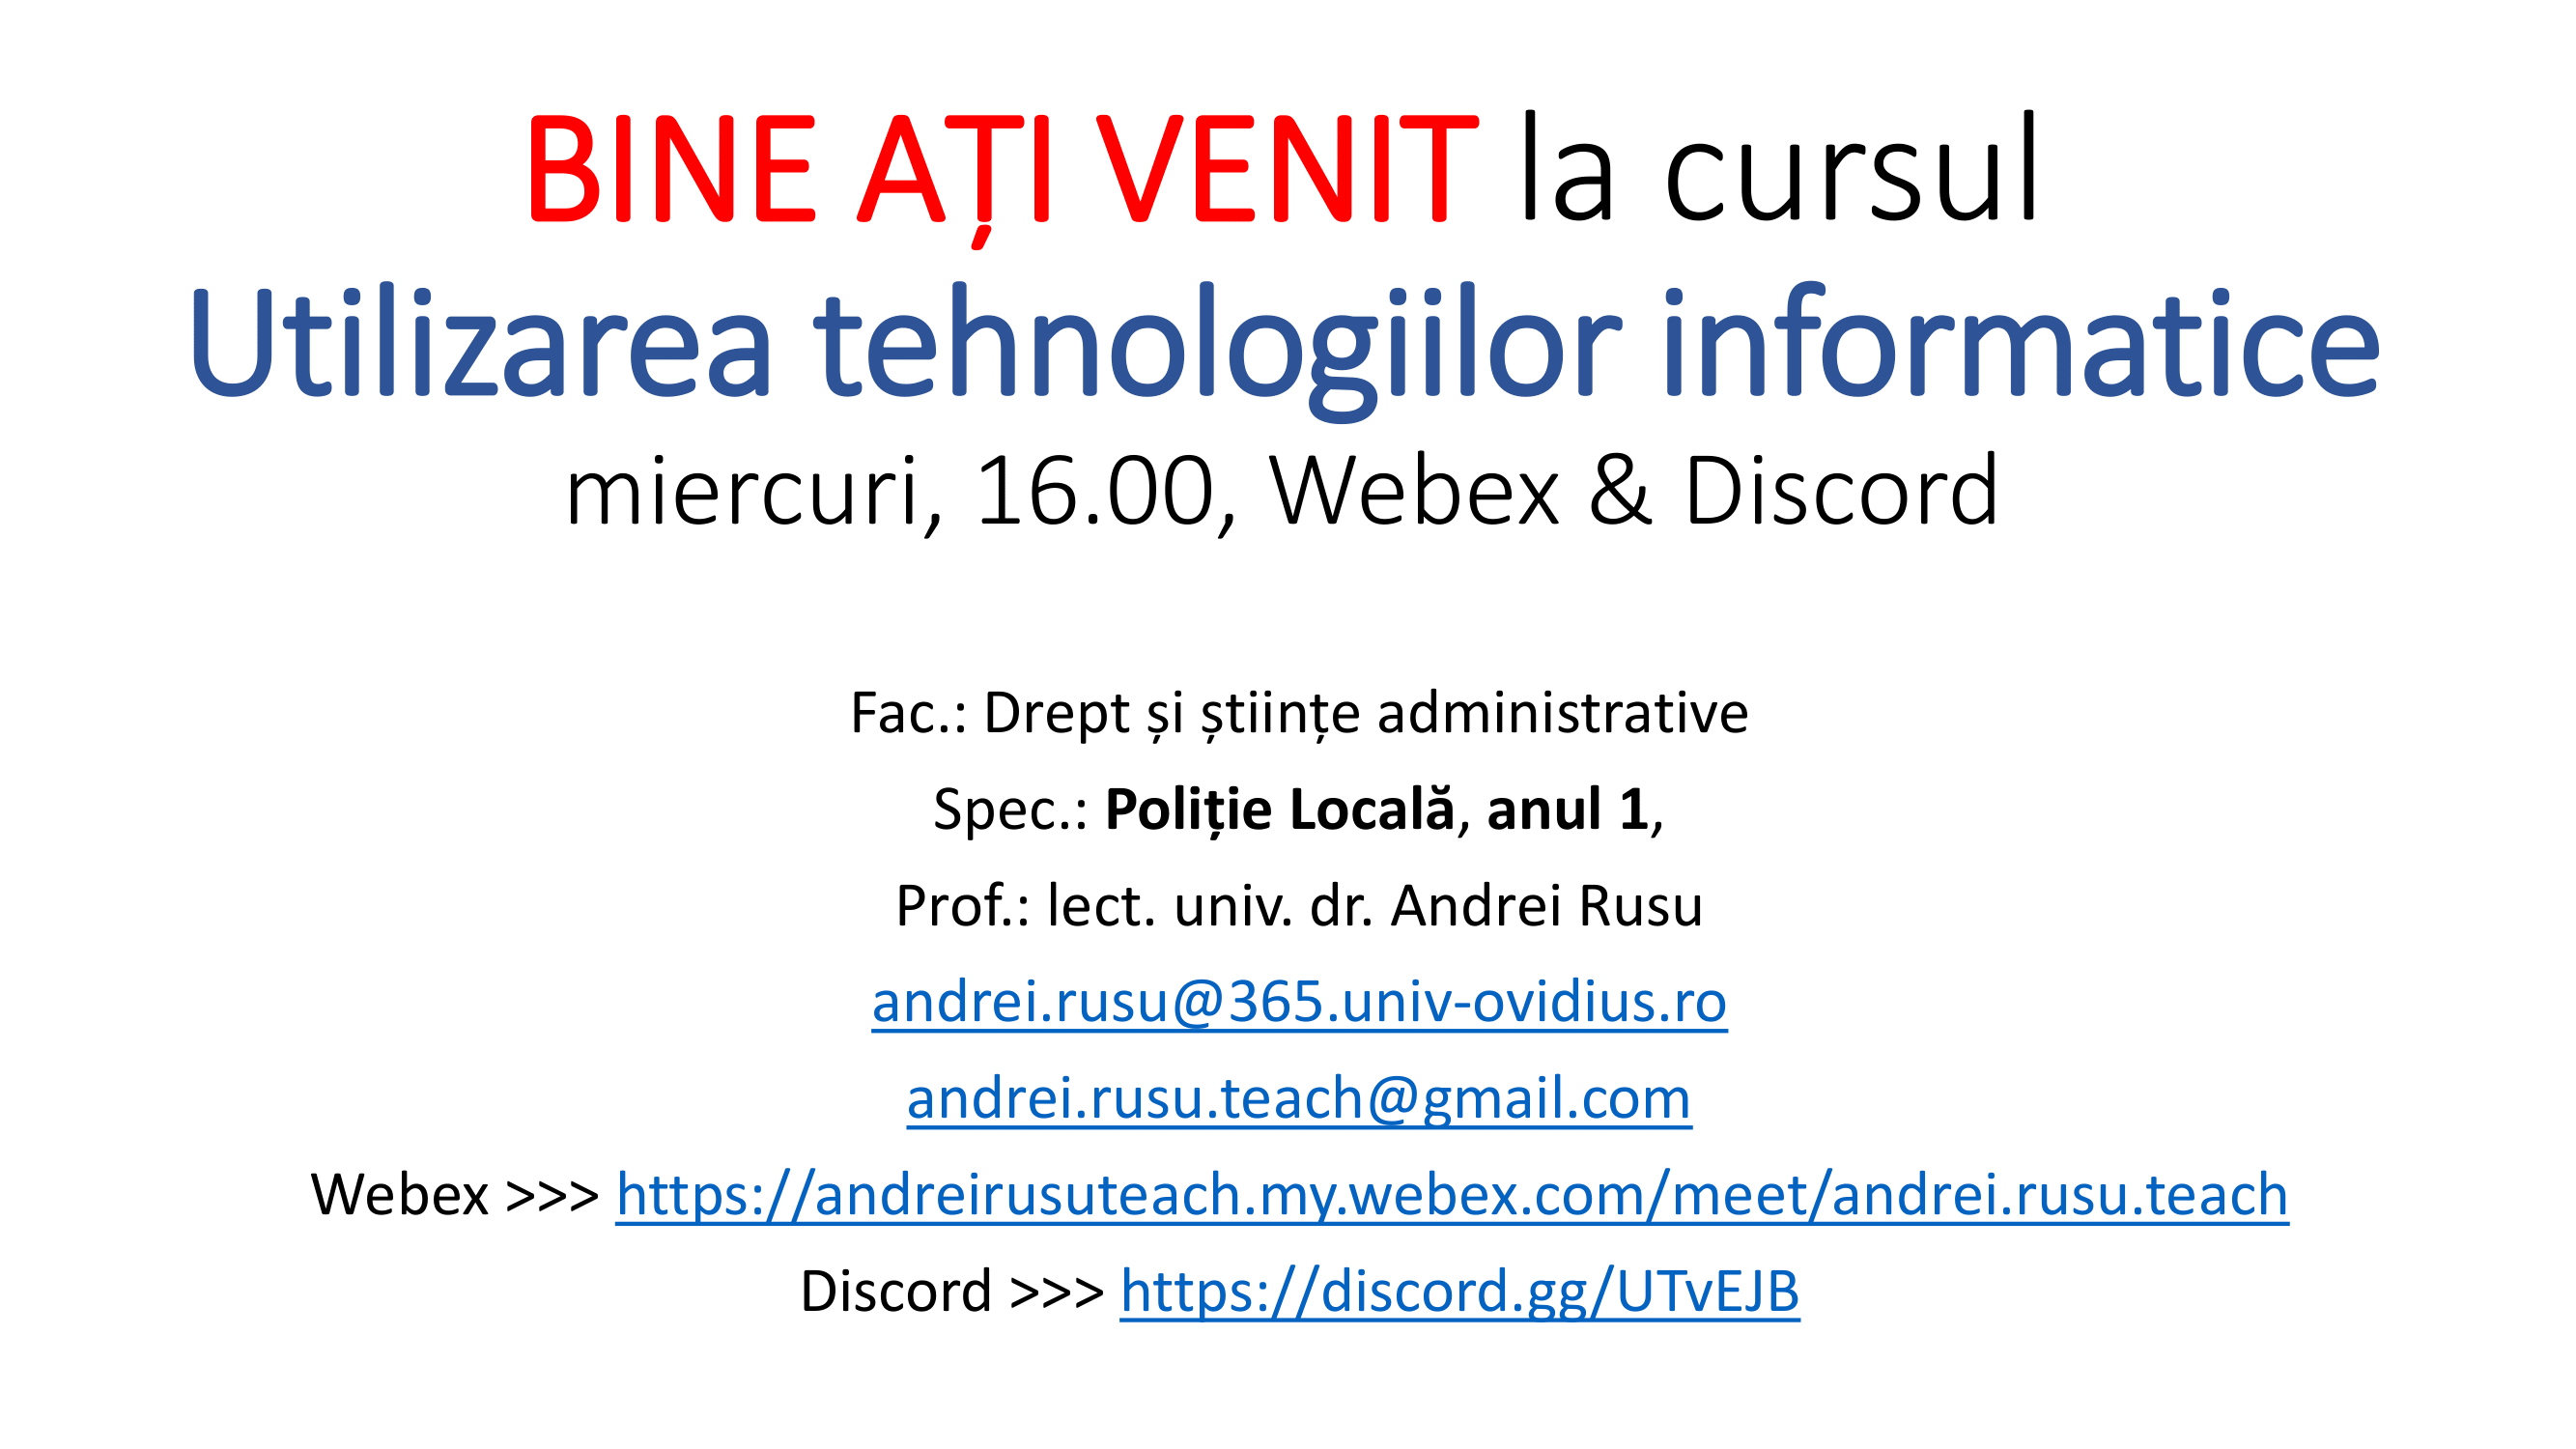 BINE AȚI VENIT la cursul
Utilizarea tehnologiilor informatice
miercuri, 16.00, Webex & Discord
Fac.: Drept și științe administrative
Spec.: Poliție Locală, anul 1,
Prof.: lect. univ. dr. Andrei Rusu
andrei.rusu@365.univ-ovidius.ro
andrei.rusu.teach@gmail.com
Webex >>> https://andreirusuteach.my.webex.com/meet/andrei.rusu.teach
Discord >>> https://discord.gg/UTvEJB